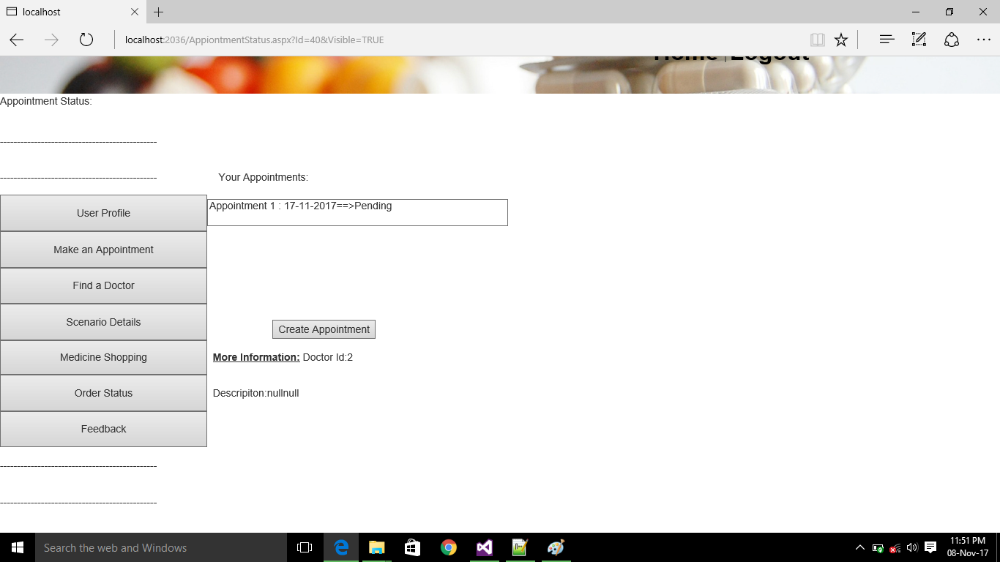 localhost
localhost:2036/AppiontmentStatus.aspx?Id=40&Visible=TRUE
Home | Logout
Appointment Status:
----------------------------------------------
----------------------------------------------
Your Appointments:
User Profile
Appointment 1 : 17-11-2017==>Pending
Make an Appointment
Find a Doctor
Scenario Details
Create Appointment
Medicine Shopping
More Information: Doctor Id:2
Order Status
Descripiton:nullnull
Feedback
----------------------------------------------
----------------------------------------------
Search the web and Windows
11:51 PM
08-Nov-17